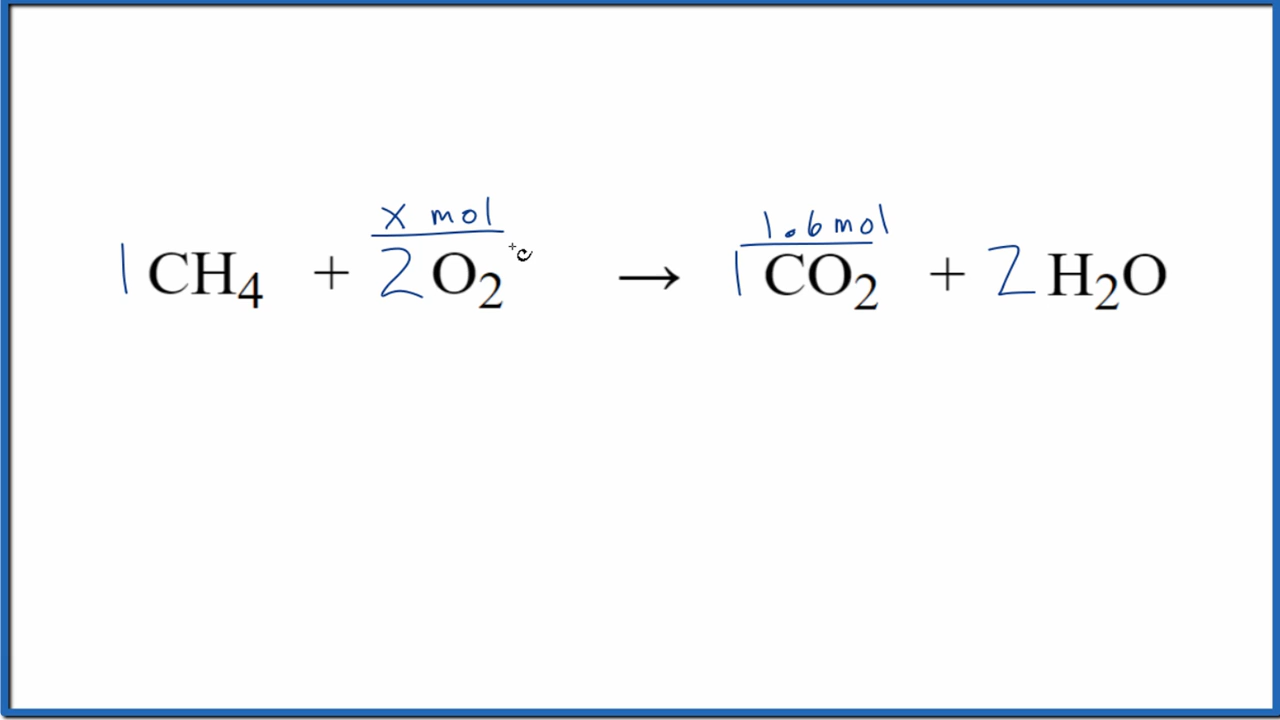 x mol 1.6 mol
1 CH₄ + 2 O₂ → 1 CO₂ + 2 H₂O